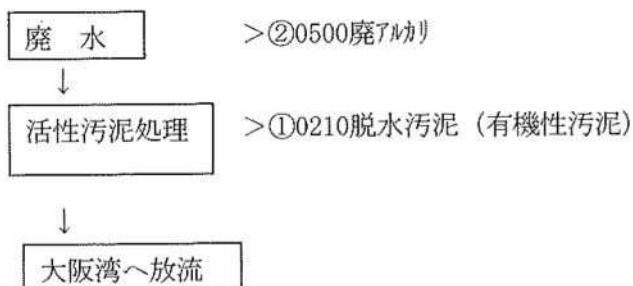 廃　水　　＞②0500廃ｱﾙｶﾘ
↓
活性汚泥処理　＞①0210脱水汚泥（有機性汚泥）
↓
大阪湾へ放流